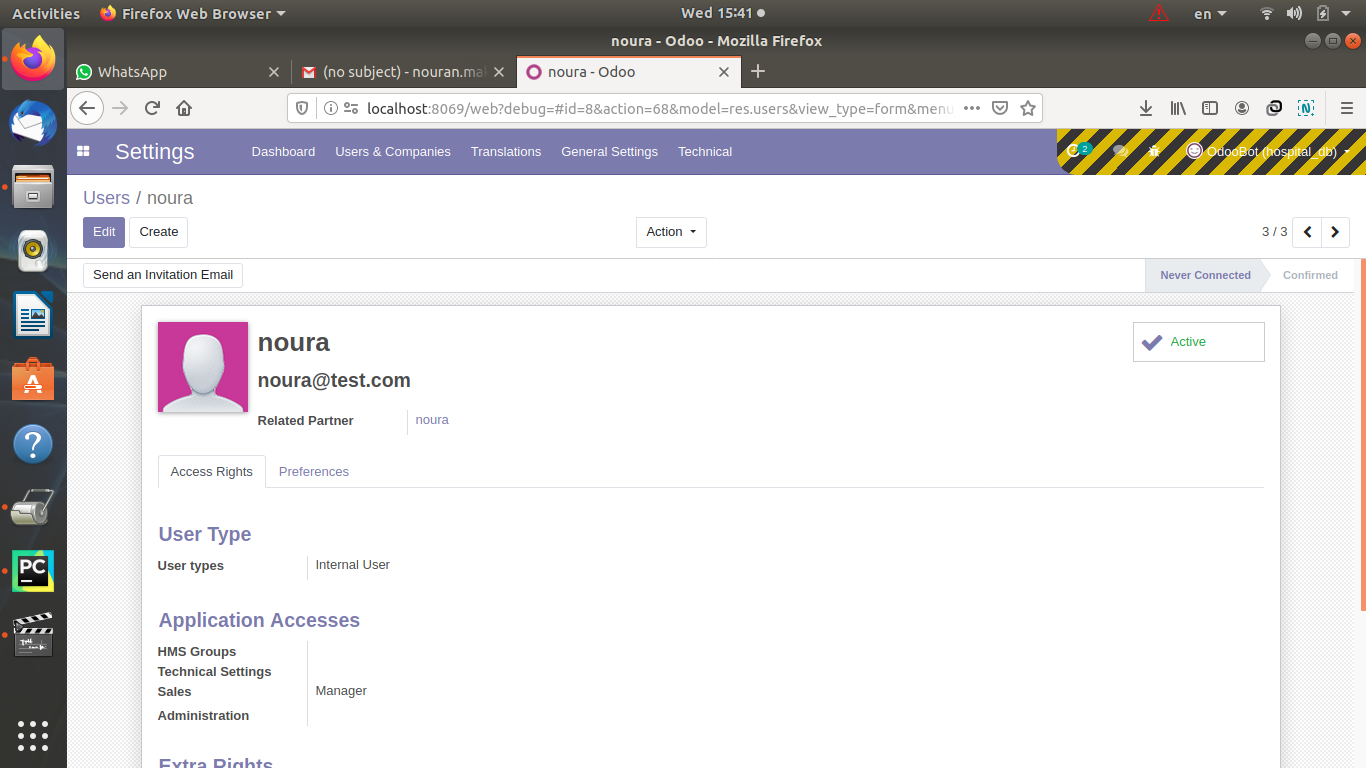 Activities Firefox Web Browser Wed 15:41 en
noura - Odoo - Mozilla Firefox
WhatsApp (no subject) - nouran.ma noura - Odoo
localhost:8069/web?debug=#id=8&action=68&model=res.users&view_type=form&menu
Settings Dashboard Users & Companies Translations General Settings Technical 2 OdooBot (hospital_db)
Users / noura
Edit Create Action 3 / 3
Send an Invitation Email Never Connected Confirmed
noura Active
noura@test.com
Related Partner noura
Access Rights Preferences
User Type
User types Internal User
Application Accesses
HMS Groups
Technical Settings
Sales Manager
Administration
Extra Rights
PC